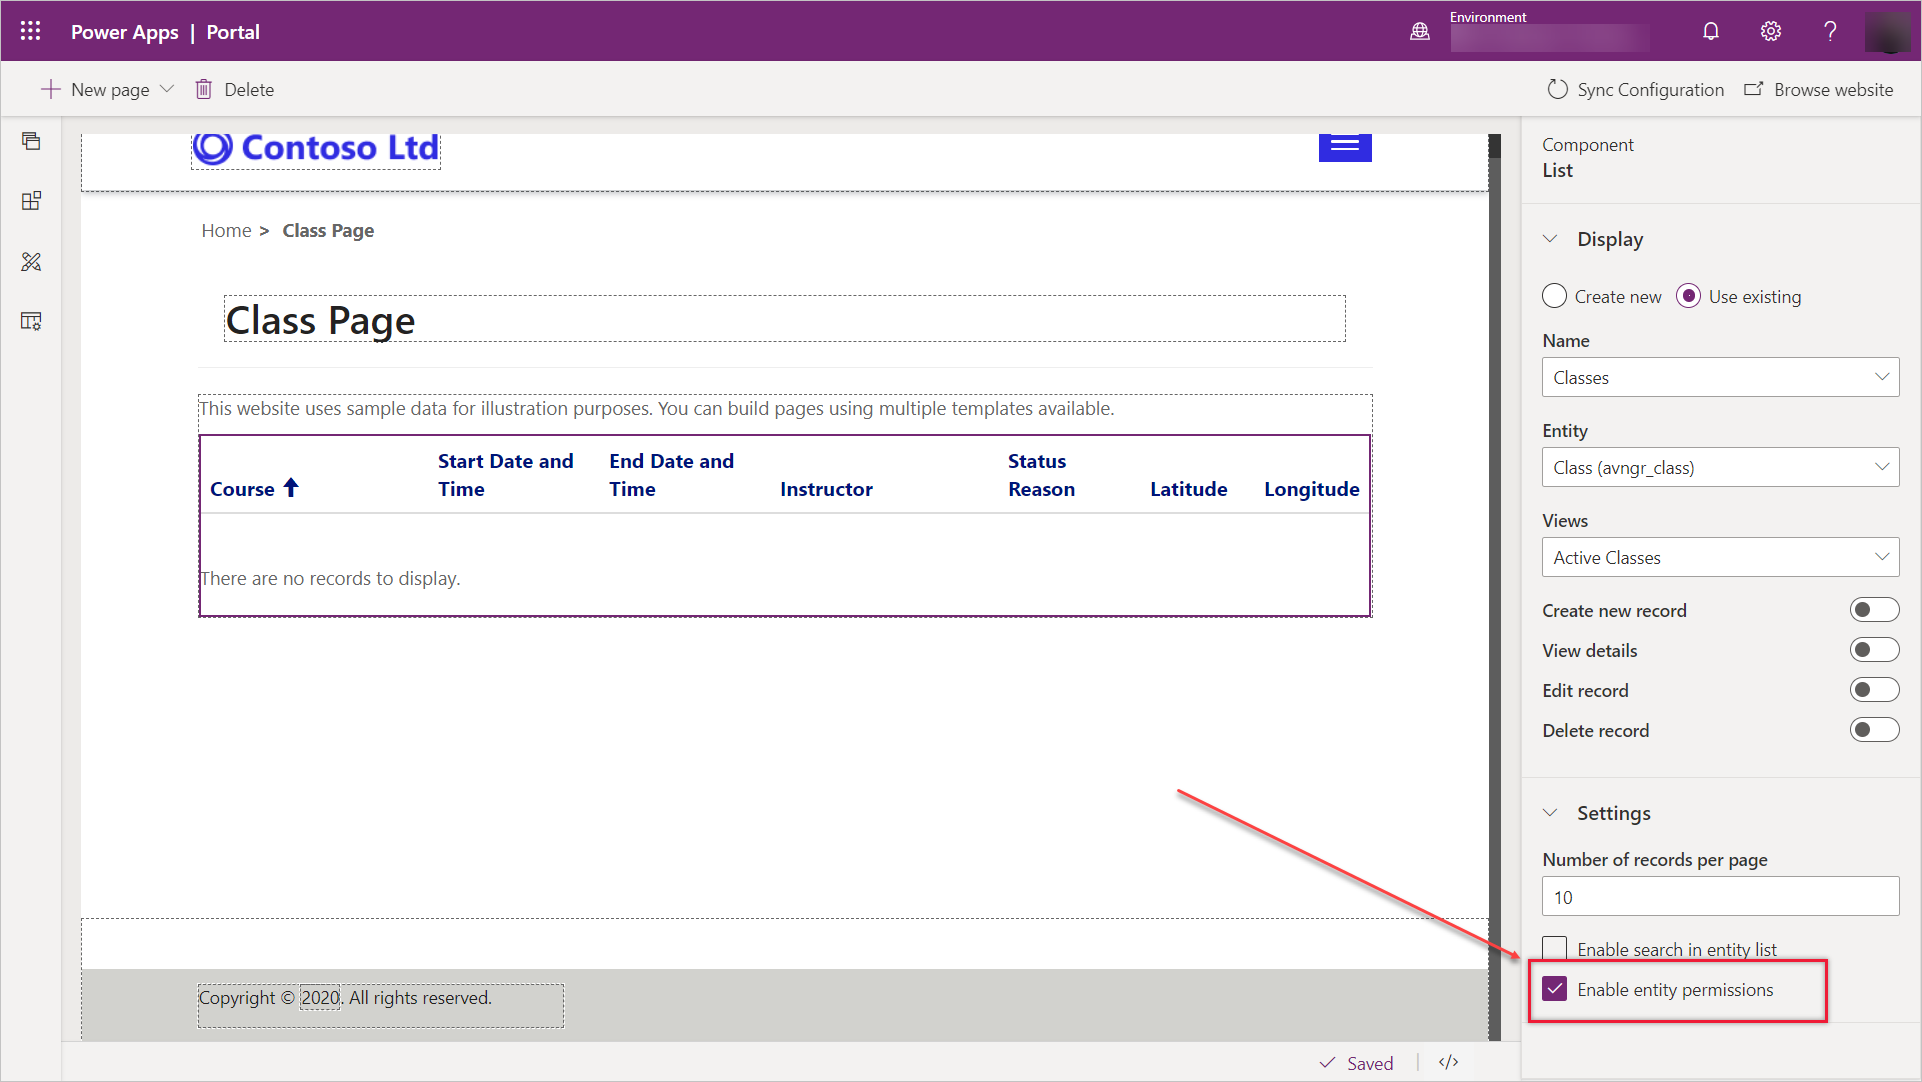 Power Apps | Portal
Environment
?
New page
Delete
Sync Configuration
Browse website
Contoso Ltd
Home > Class Page
Class Page
This website uses sample data for illustration purposes. You can build pages using multiple templates available.
Course
Start Date and Time
End Date and Time
Instructor
Status Reason
Latitude
Longitude
There are no records to display.
Copyright © 2020. All rights reserved.
Saved
</>
Component
List
Display
Create new
Use existing
Name
Classes
Entity
Class (avngr_class)
Views
Active Classes
Create new record
View details
Edit record
Delete record
Settings
Number of records per page
10
Enable search in entity list
Enable entity permissions